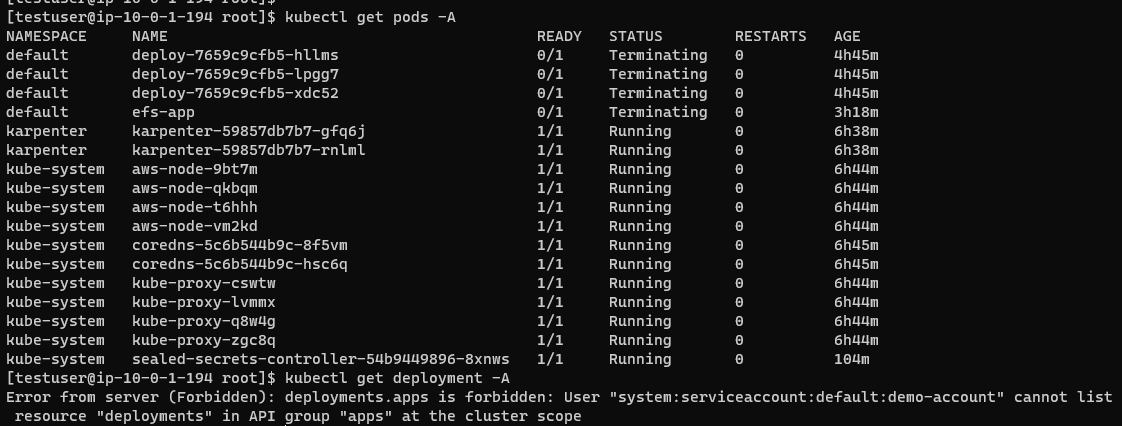 [testuser@ip-10-0-1-194 root]$
[testuser@ip-10-0-1-194 root]$ kubectl get pods -A
NAMESPACE     NAME                                         READY   STATUS        RESTARTS   AGE
default       deploy-7659c9cfb5-hllms                      0/1     Terminating   0          4h45m
default       deploy-7659c9cfb5-lpgg7                      0/1     Terminating   0          4h45m
default       deploy-7659c9cfb5-xdc52                      0/1     Terminating   0          4h45m
default       efs-app                                      0/1     Terminating   0          3h18m
karpenter     karpenter-59857db7b7-gfq6j                   1/1     Running       0          6h38m
karpenter     karpenter-59857db7b7-rnlml                   1/1     Running       0          6h38m
kube-system   aws-node-9bt7m                               1/1     Running       0          6h44m
kube-system   aws-node-qkbqm                               1/1     Running       0          6h44m
kube-system   aws-node-t6hhh                               1/1     Running       0          6h44m
kube-system   aws-node-vm2kd                               1/1     Running       0          6h44m
kube-system   coredns-5c6b544b9c-8f5vm                     1/1     Running       0          6h45m
kube-system   coredns-5c6b544b9c-hsc6q                     1/1     Running       0          6h45m
kube-system   kube-proxy-cswtw                             1/1     Running       0          6h44m
kube-system   kube-proxy-lvmmx                             1/1     Running       0          6h44m
kube-system   kube-proxy-q8w4g                             1/1     Running       0          6h44m
kube-system   kube-proxy-zgc8q                             1/1     Running       0          6h44m
kube-system   sealed-secrets-controller-54b9449896-8xnws   1/1     Running       0          104m
[testuser@ip-10-0-1-194 root]$ kubectl get deployment -A
Error from server (Forbidden): deployments.apps is forbidden: User "system:serviceaccount:default:demo-account" cannot list
 resource "deployments" in API group "apps" at the cluster scope